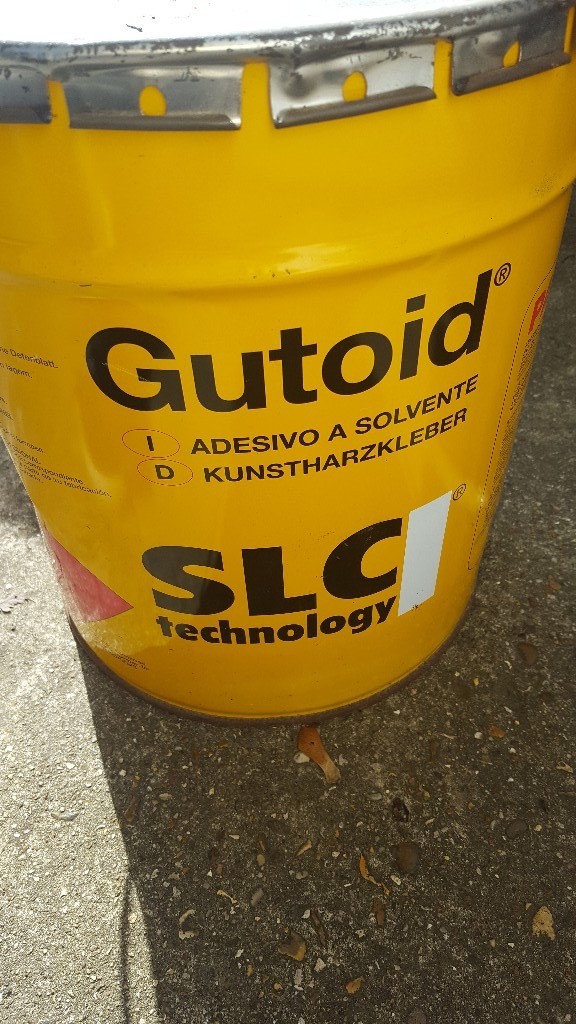 Gutoid®
I ADESIVO A SOLVENTE
D KUNSTHARZKLEBER
SLC®
technology